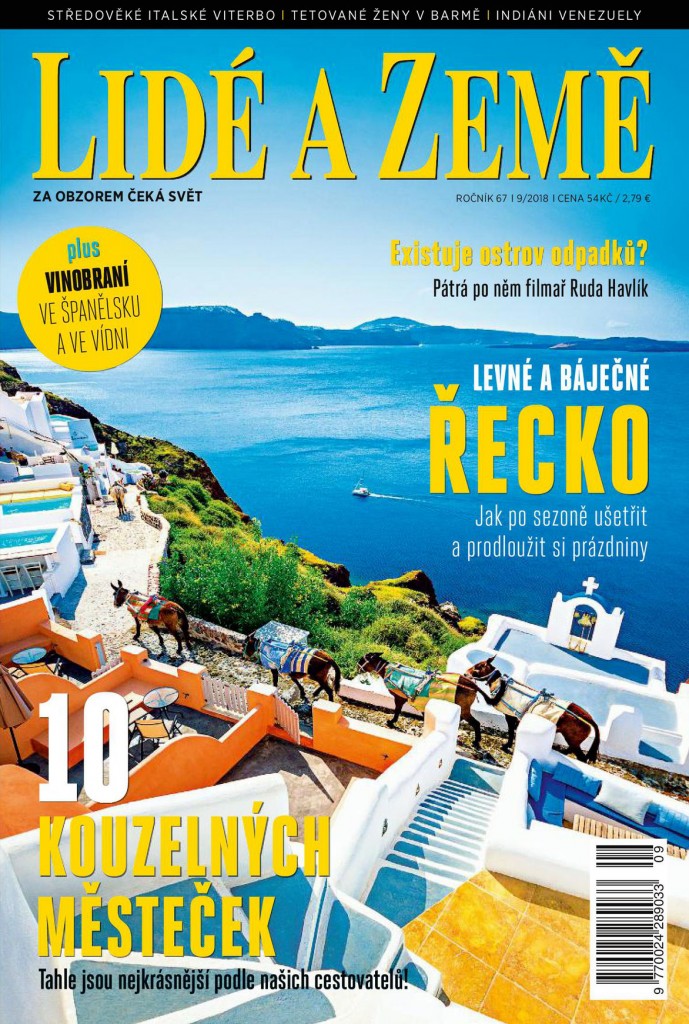 STŘEDOVĚKÉ ITALSKÉ VITERBO | TETOVANÉ ŽENY V BARMĚ | INDIÁNI VENEZUELY
LIDÉ A ZEMĚ
ZA OBZOREM ČEKÁ SVĚT
ROČNÍK 67 I 9/2018 I CENA 54KČ / 2,79 €
plus
VINOBRANÍ
VE ŠPANĚLSKU
A VE VÍDNI
Existuje ostrov odpadků?
Pátrá po něm filmař Ruda Havlík
LEVNÉ A BÁJEČNÉ
ŘECKO
Jak po sezoně ušetřit
a prodloužit si prázdniny
10
KOUZELNÝCH
MĚSTEČEK
Tahle jsou nejkrásnější podle našich cestovatelů!
09
9 770024 289033